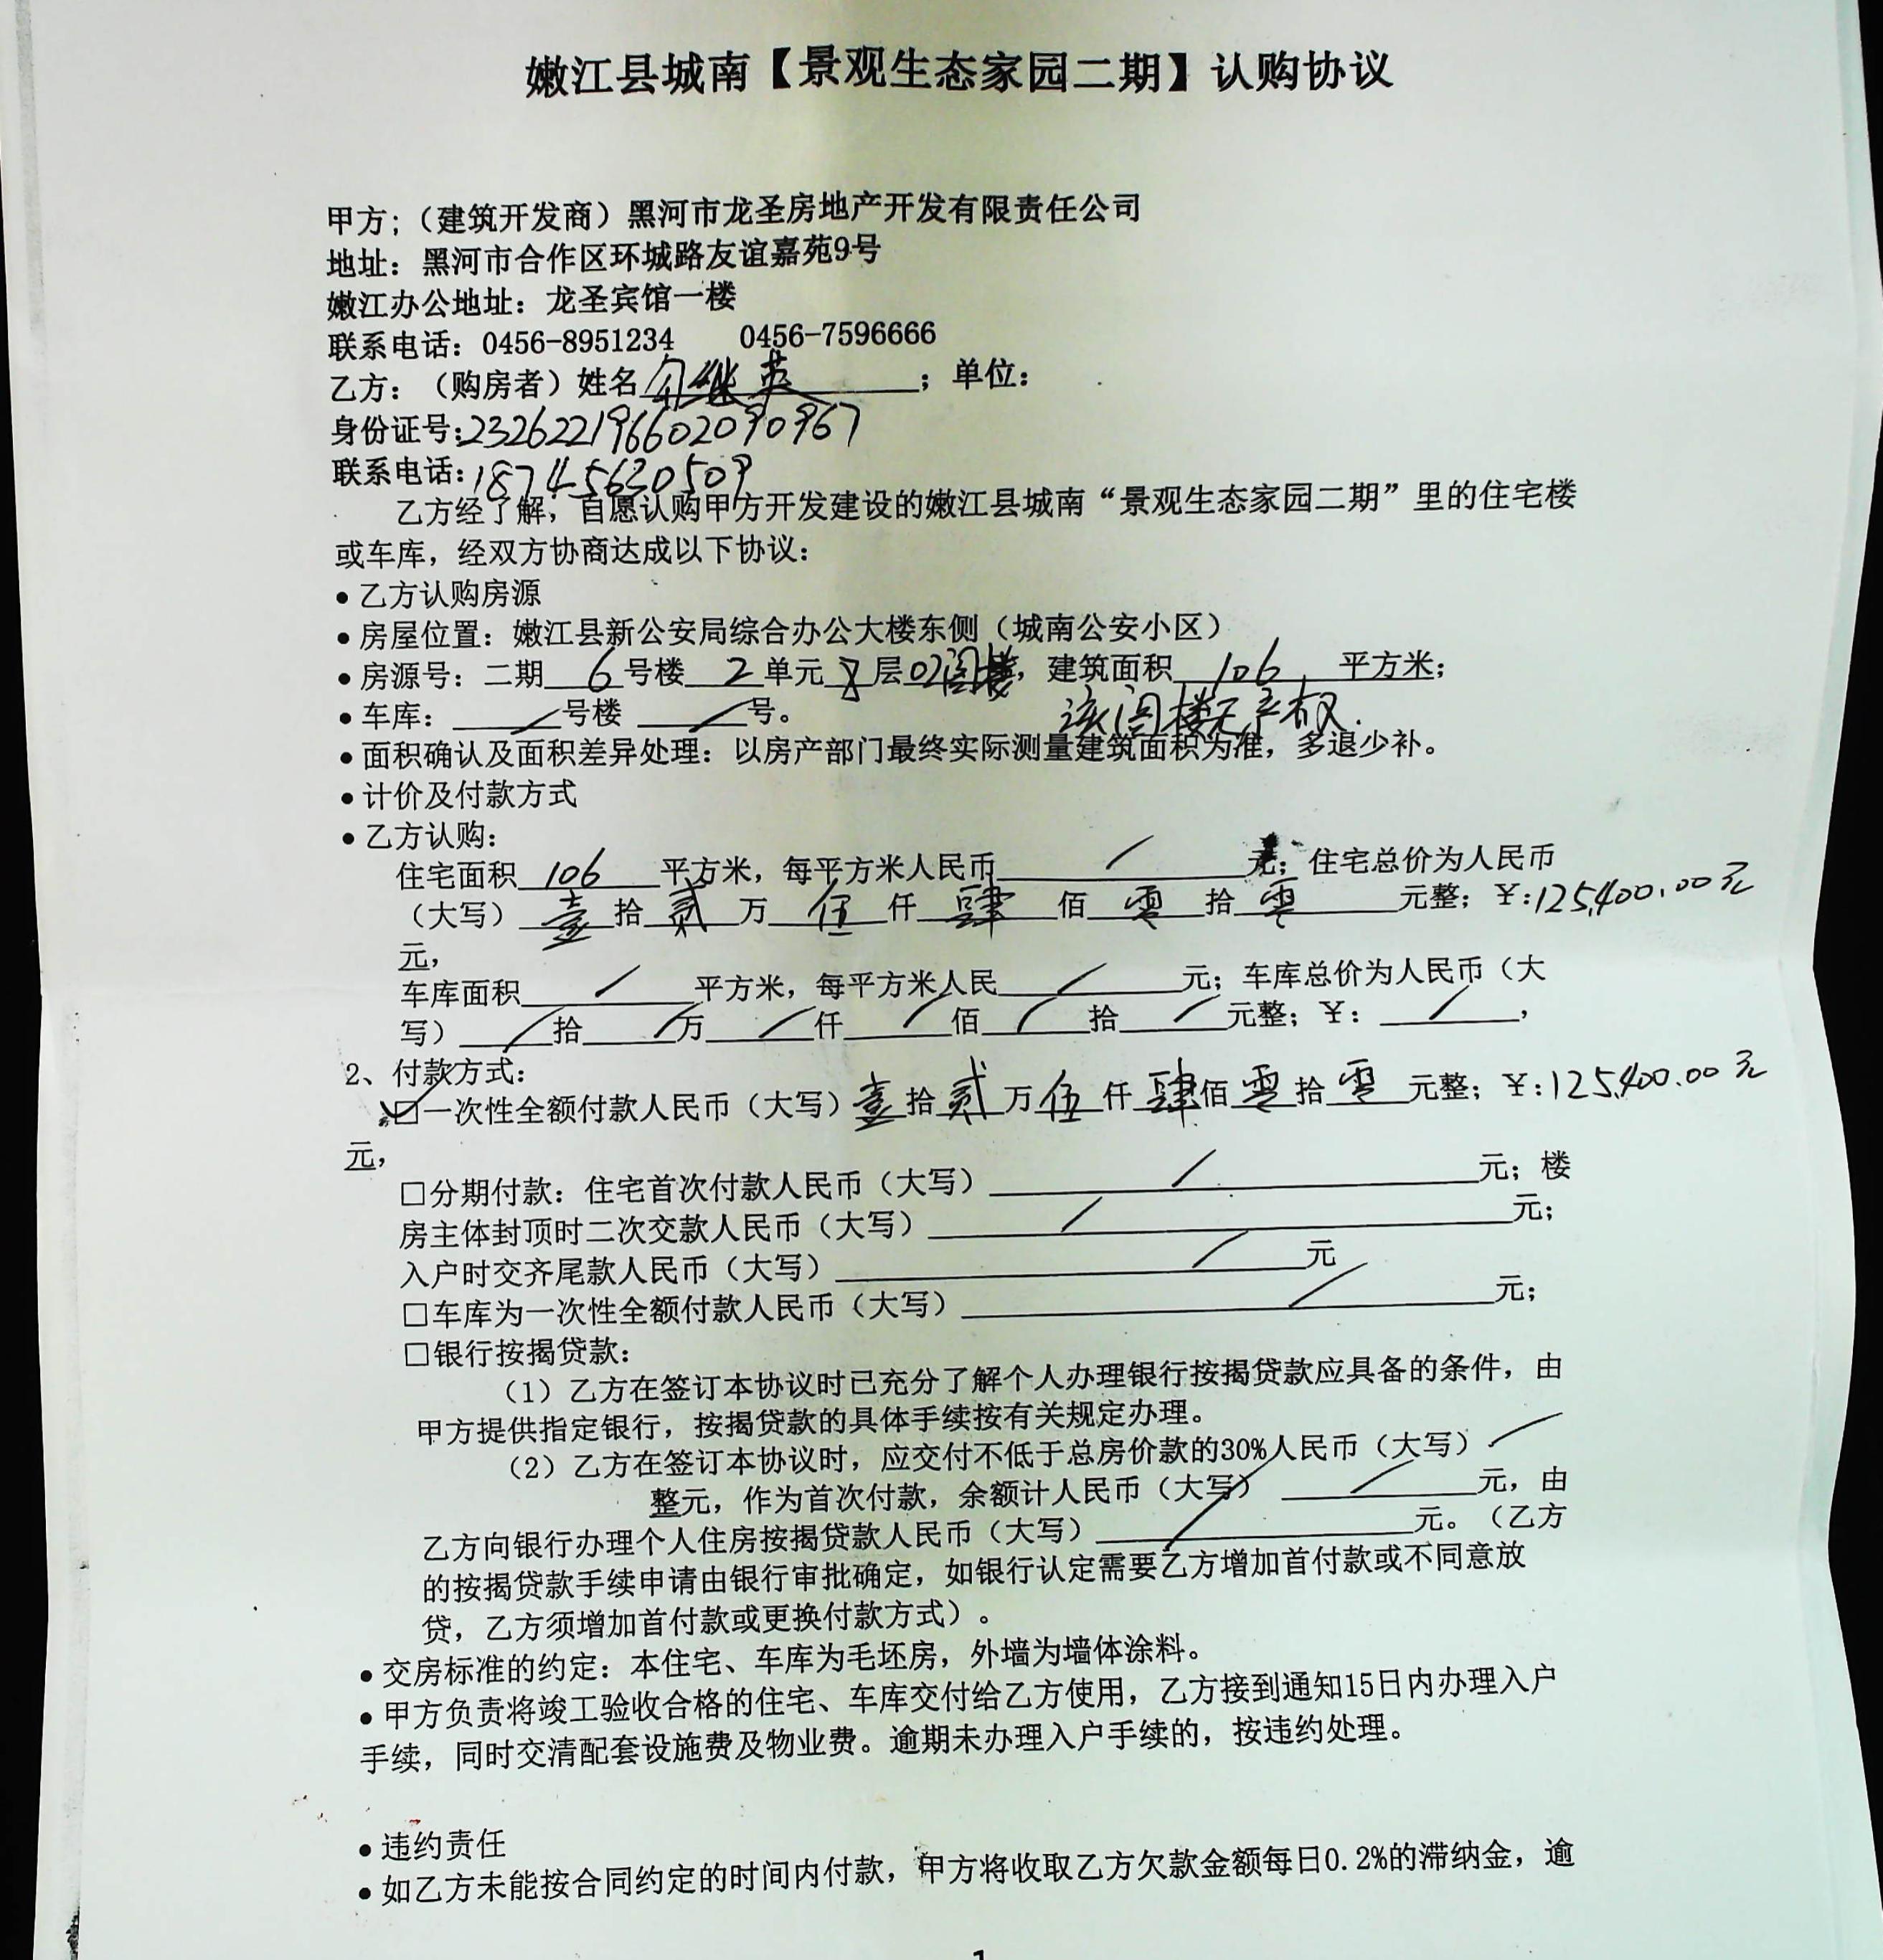 嫩江县城南【景观生态家园二期】认购协议
甲方;（建筑开发商）黑河市龙圣房地产开发有限责任公司
地址：黑河市合作区环城路友谊嘉苑9号
嫩江办公地址：龙圣宾馆一楼
联系电话：0456-8951234 0456-7596666
乙方：（购房者）姓名 继英 ；单位：
身份证号:232622196602090967
联系电话:18745630509
乙方经了解，自愿认购甲方开发建设的嫩江县城南“景观生态家园二期”里的住宅楼
或车库，经双方协商达成以下协议：
•乙方认购房源
•房屋位置：嫩江县新公安局综合办公大楼东侧（城南公安小区）
•房源号：二期 6 号楼 2 单元 层 02阁楼，建筑面积 106 平方米；
该阁楼无产权.
•车库： / 号楼 / 号。
•面积确认及面积差异处理：以房产部门最终实际测量建筑面积为准，多退少补。
•计价及付款方式
•乙方认购：
住宅面积 106 平方米，每平方米人民币 / 元；住宅总价为人民币
（大写） 壹 拾 贰 万 伍 仟 肆 佰 零 拾 零 元整；￥:125,400.00元
元，
车库面积 / 平方米，每平方米人民 / 元；车库总价为人民币（大
写） / 拾 / 万 / 仟 / 佰 / 拾 / 元整；￥： / ，
2、付款方式：
☑一次性全额付款人民币（大写） 壹 拾 贰 万 伍 仟 肆 佰 零 拾 零 元整；￥:125,400.00元
元，
□分期付款：住宅首次付款人民币（大写） / 元；楼
房主体封顶时二次交款人民币（大写） / 元；
入户时交齐尾款人民币（大写） / 元
□车库为一次性全额付款人民币（大写） / 元；
□银行按揭贷款：
（1）乙方在签订本协议时已充分了解个人办理银行按揭贷款应具备的条件，由
甲方提供指定银行，按揭贷款的具体手续按有关规定办理。
（2）乙方在签订本协议时，应交付不低于总房价款的30%人民币（大写） /
整元，作为首次付款，余额计人民币（大写） / 元，由
乙方向银行办理个人住房按揭贷款人民币（大写） / 元。（乙方
的按揭贷款手续申请由银行审批确定，如银行认定需要乙方增加首付款或不同意放
贷，乙方须增加首付款或更换付款方式）。
•交房标准的约定：本住宅、车库为毛坯房，外墙为墙体涂料。
•甲方负责将竣工验收合格的住宅、车库交付给乙方使用，乙方接到通知15日内办理入户
手续，同时交清配套设施费及物业费。逾期未办理入户手续的，按违约处理。
•违约责任
•如乙方未能按合同约定的时间内付款，甲方将收取乙方欠款金额每日0.2%的滞纳金，逾
1